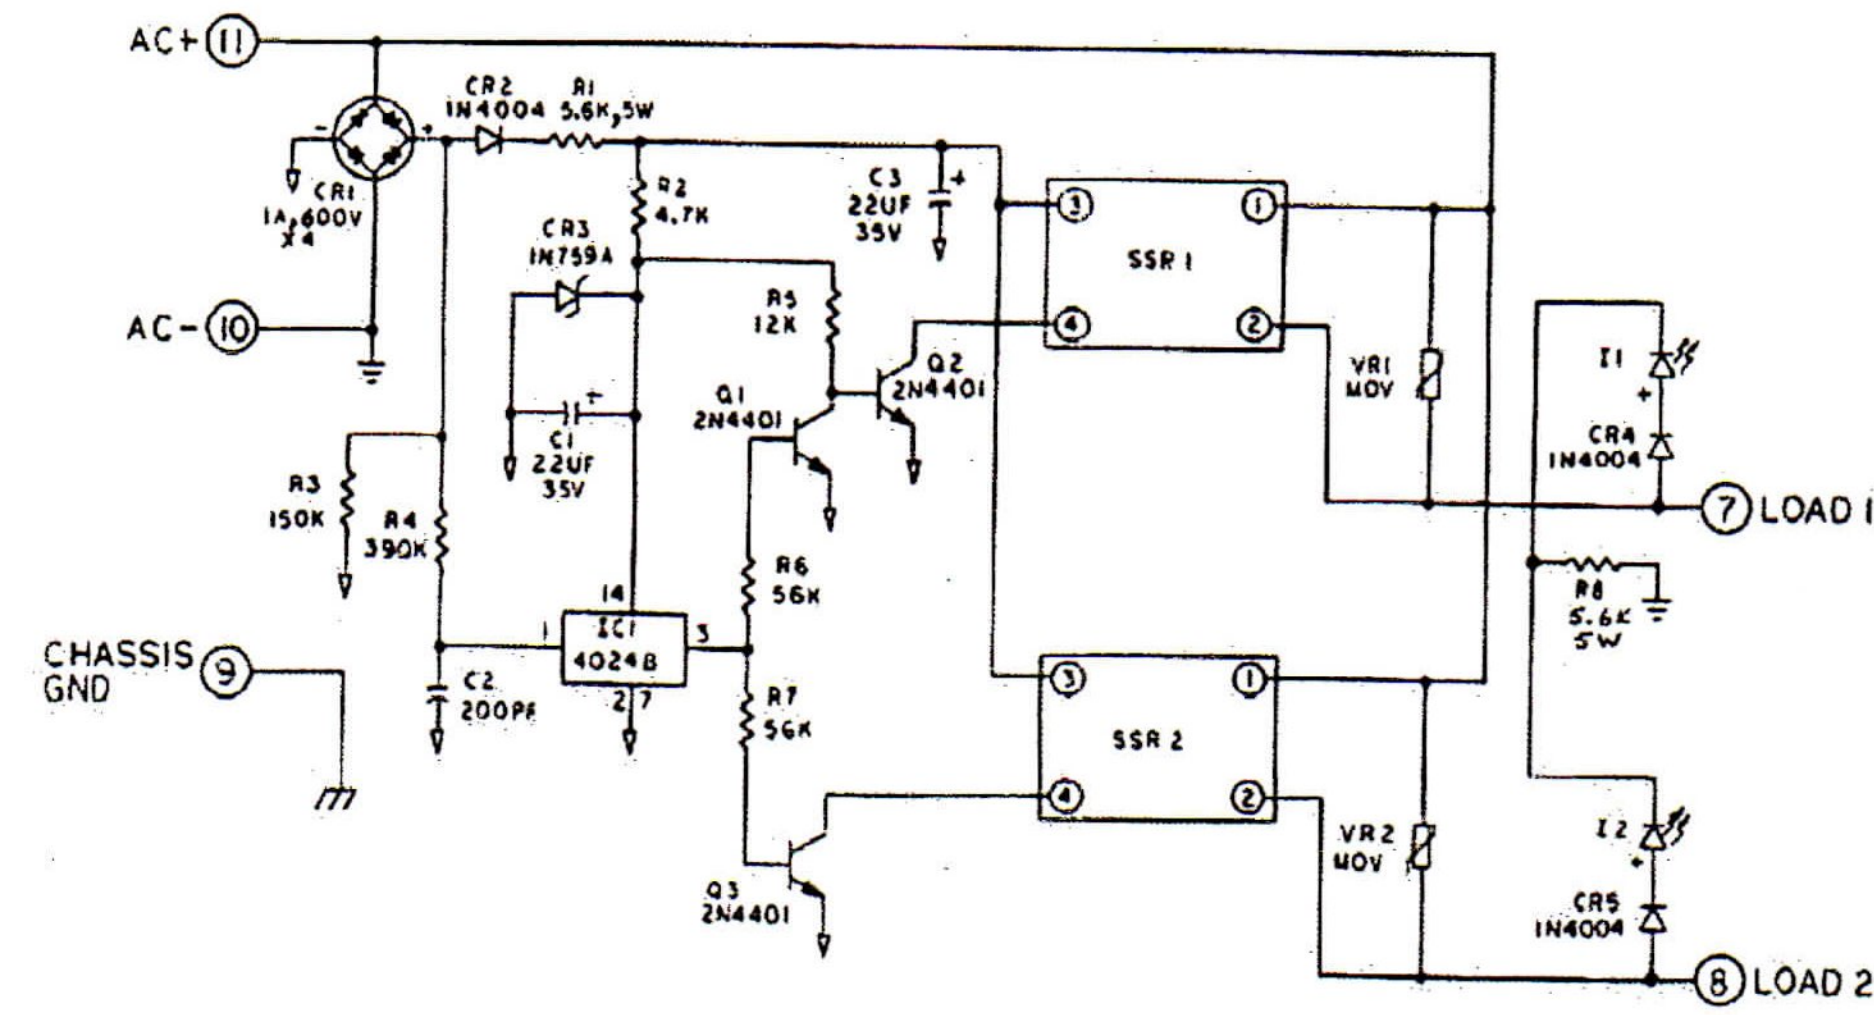 AC+ 11
CR2
1N4004
R1
5.6K,5W
-
+
CR1
1A,600V
X4
R2
4.7K
C3
22UF
35V
+
3
1
SSR 1
4
2
CR3
1N759A
AC- 10
R5
12K
Q2
2N4401
Q1
2N4401
VR1
MOV
I1
+
CR4
1N4004
+
C1
22UF
35V
R3
150K
R4
390K
7 LOAD 1
R6
56K
R8
5.6K
5W
14
1
IC1
4024B
3
2 7
CHASSIS
GND
9
C2
200PF
R7
56K
3
1
SSR 2
4
2
VR2
MOV
I2
+
CR5
1N4004
Q3
2N4401
8 LOAD 2